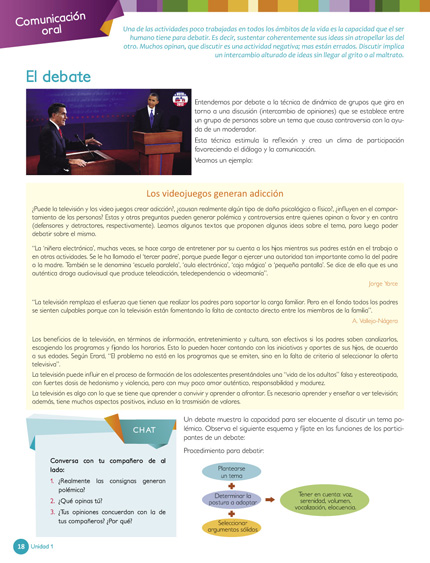 Comunicación
oral
Una de las actividades poco trabajadas en todos los ámbitos de la vida es la capacidad que el ser
humano tiene para debatir. Es decir, sustentar coherentemente sus ideas sin atropellar las del
otro. Muchos opinan, que discutir es una actividad negativa; mas están errados. Discutir implica
un intercambio alturado de ideas sin llegar al grito o al maltrato.
El debate
Entendemos por debate a la técnica de dinámica de grupos que gira en
torno a una discusión (intercambio de opiniones) que se establece entre
un grupo de personas sobre un tema que causa controversia con la ayu-
da de un moderador.
Esta técnica estimula la reflexión y crea un clima de participación
favoreciendo el diálogo y la comunicación.
Veamos un ejemplo:
Los videojuegos generan adicción
¿Puede la televisión y los video juegos crear adicción?, ¿causan realmente algún tipo de daño psicológico o físico?, ¿influyen en el compor-
tamiento de las personas? Estas y otras preguntas pueden generar polémica y controversias entre quienes opinan a favor y en contra
(defensores y detractores, respectivamente). Leamos algunos textos que proponen algunas ideas sobre el tema, para luego poder
debatir sobre el mismo.
“La ‘niñera electrónica’, muchas veces, se hace cargo de entretener por su cuenta a los hijos mientras sus padres están en el trabajo o
en otras actividades. Se le ha llamado el ‘tercer padre’, porque puede llegar a ejercer una autoridad tan importante como la del padre
o la madre. También se le denomina ‘escuela paralela’, ‘aula electrónica’, ‘caja mágica’ o ‘pequeña pantalla’. Se dice de ella que es una
auténtica droga audiovisual que produce teleadicción, teledependencia o videomanía”.
Jorge Yarce
“La televisión remplaza el esfuerzo que tienen que realizar los padres para soportar la carga familiar. Pero en el fondo todos los padres
se sienten culpables porque con la televisión están fomentando la falta de contacto directo entre los miembros de la familia”.
A. Vallejo-Nágera
Los beneficios de la televisión, en términos de información, entretenimiento y cultura, son efectivos si los padres saben canalizarlos,
escogiendo los programas y fijando los horarios. Esto lo pueden hacer contando con las iniciativas y aportes de sus hijos, de acuerdo
a sus edades. Según Erard, “El problema no está en los programas que se emiten, sino en la falta de criterio al seleccionar la oferta
televisiva”.
La televisión puede influir en el proceso de formación de los adolescentes presentándoles una “vida de los adultos” falsa y estereotipada,
con fuertes dosis de hedonismo y violencia, pero con muy poco amor auténtico, responsabilidad y madurez.
La televisión es algo con lo que se tiene que aprender a convivir y aprender a afrontar. Es necesario aprender y enseñar a ver televisión;
además, tiene muchos aspectos positivos, incluso en la trasmisión de valores.
CHAT
Conversa con tu compañero de al
lado:
1. ¿Realmente las consignas generan
polémica?
2. ¿Qué opinas tú?
3. ¿Tus opiniones concuerdan con la de
tus compañeros? ¿Por qué?
Un debate muestra la capacidad para ser elocuente al discutir un tema po-
lémico. Observa el siguiente esquema y fíjate en las funciones de los partici-
pantes de un debate:
Procedimiento para debatir:
Plantearse
un tema
Determinar la
postura a adoptar
Seleccionar
argumentos sólidos
Tener en cuenta: voz,
serenidad, volumen,
vocalización, elocuencia.
18 Unidad 1